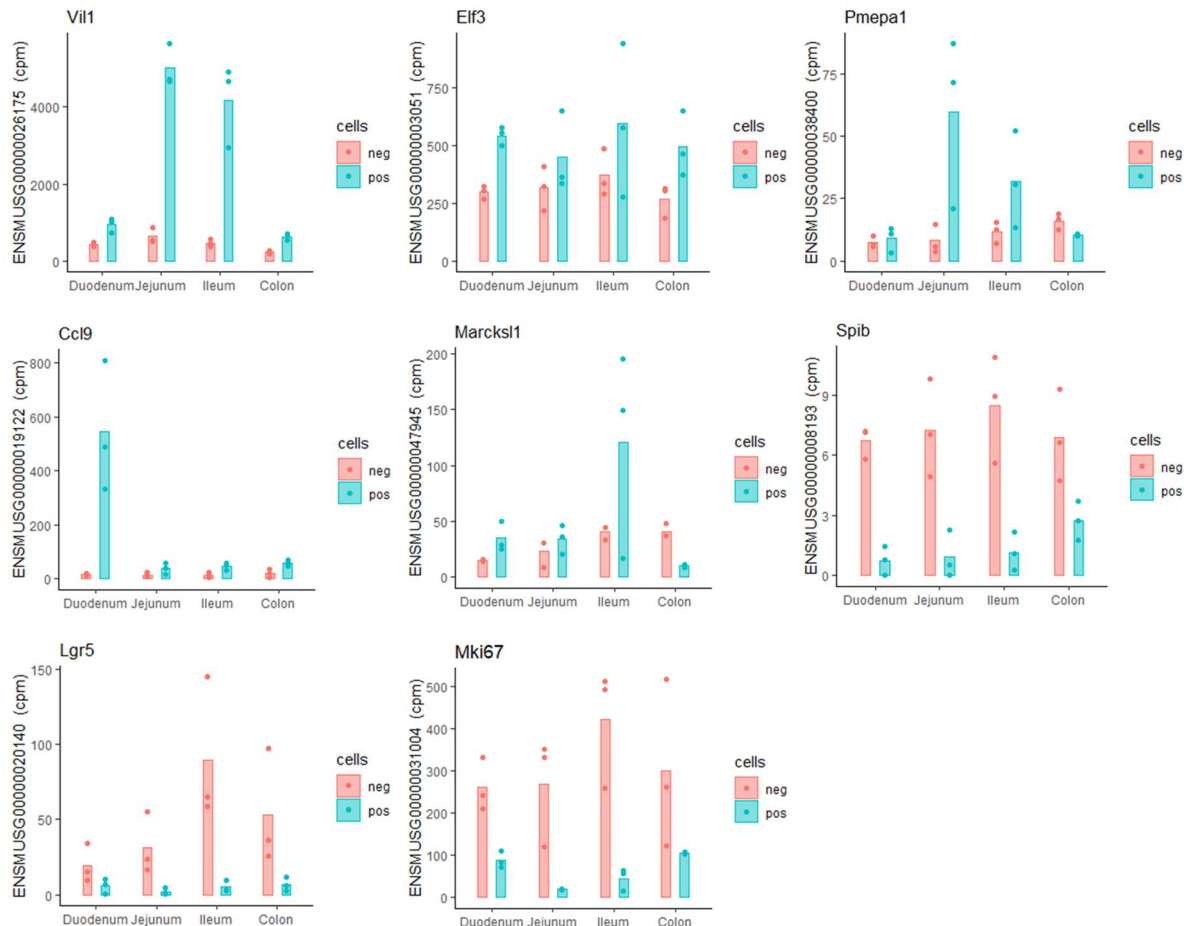 Vil1
ENSMUSG00000026175 (cpm)
4000
2000
0
Duodenum Jejunum Ileum Colon
cells
neg
pos
Elf3
ENSMUSG00000003051 (cpm)
750
500
250
0
Duodenum Jejunum Ileum Colon
cells
neg
pos
Pmepa1
ENSMUSG00000038400 (cpm)
75
50
25
0
Duodenum Jejunum Ileum Colon
cells
neg
pos
Ccl9
ENSMUSG00000019122 (cpm)
800
600
400
200
0
Duodenum Jejunum Ileum Colon
cells
neg
pos
Marcksl1
ENSMUSG00000047945 (cpm)
200
150
100
50
0
Duodenum Jejunum Ileum Colon
cells
neg
pos
Spib
ENSMUSG00000008193 (cpm)
9
6
3
0
Duodenum Jejunum Ileum Colon
cells
neg
pos
Lgr5
ENSMUSG00000020140 (cpm)
150
100
50
0
Duodenum Jejunum Ileum Colon
cells
neg
pos
Mki67
ENSMUSG00000031004 (cpm)
500
400
300
200
100
0
Duodenum Jejunum Ileum Colon
cells
neg
pos